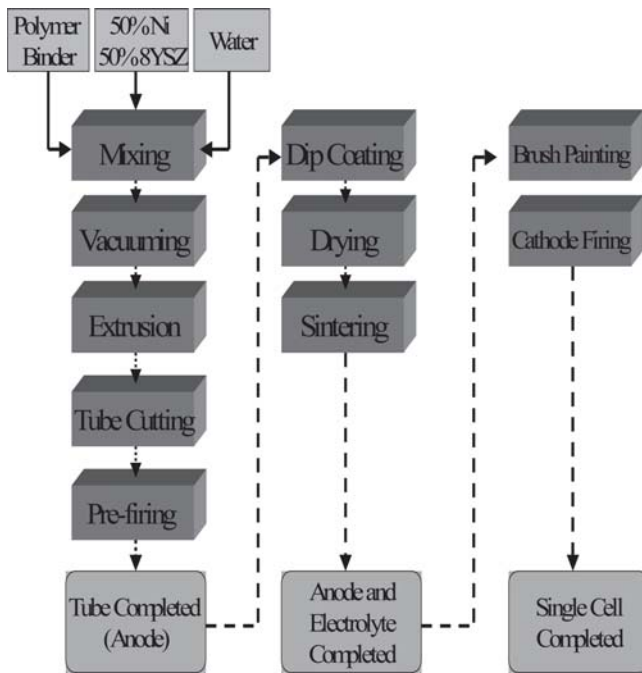 Polymer
Binder
50%Ni
50%8YSZ
Water
Mixing
Vacuuming
Extrusion
Tube Cutting
Pre-firing
Tube Completed
(Anode)
Dip Coating
Drying
Sintering
Anode and
Electrolyte
Completed
Brush Painting
Cathode Firing
Single Cell
Completed